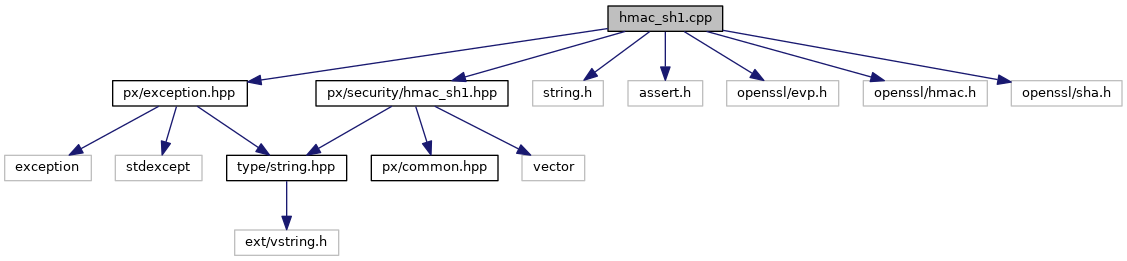 hmac_sh1.cpp
px/exception.hpp
px/security/hmac_sh1.hpp
string.h
assert.h
openssl/evp.h
openssl/hmac.h
openssl/sha.h
exception
stdexcept
type/string.hpp
px/common.hpp
vector
ext/vstring.h